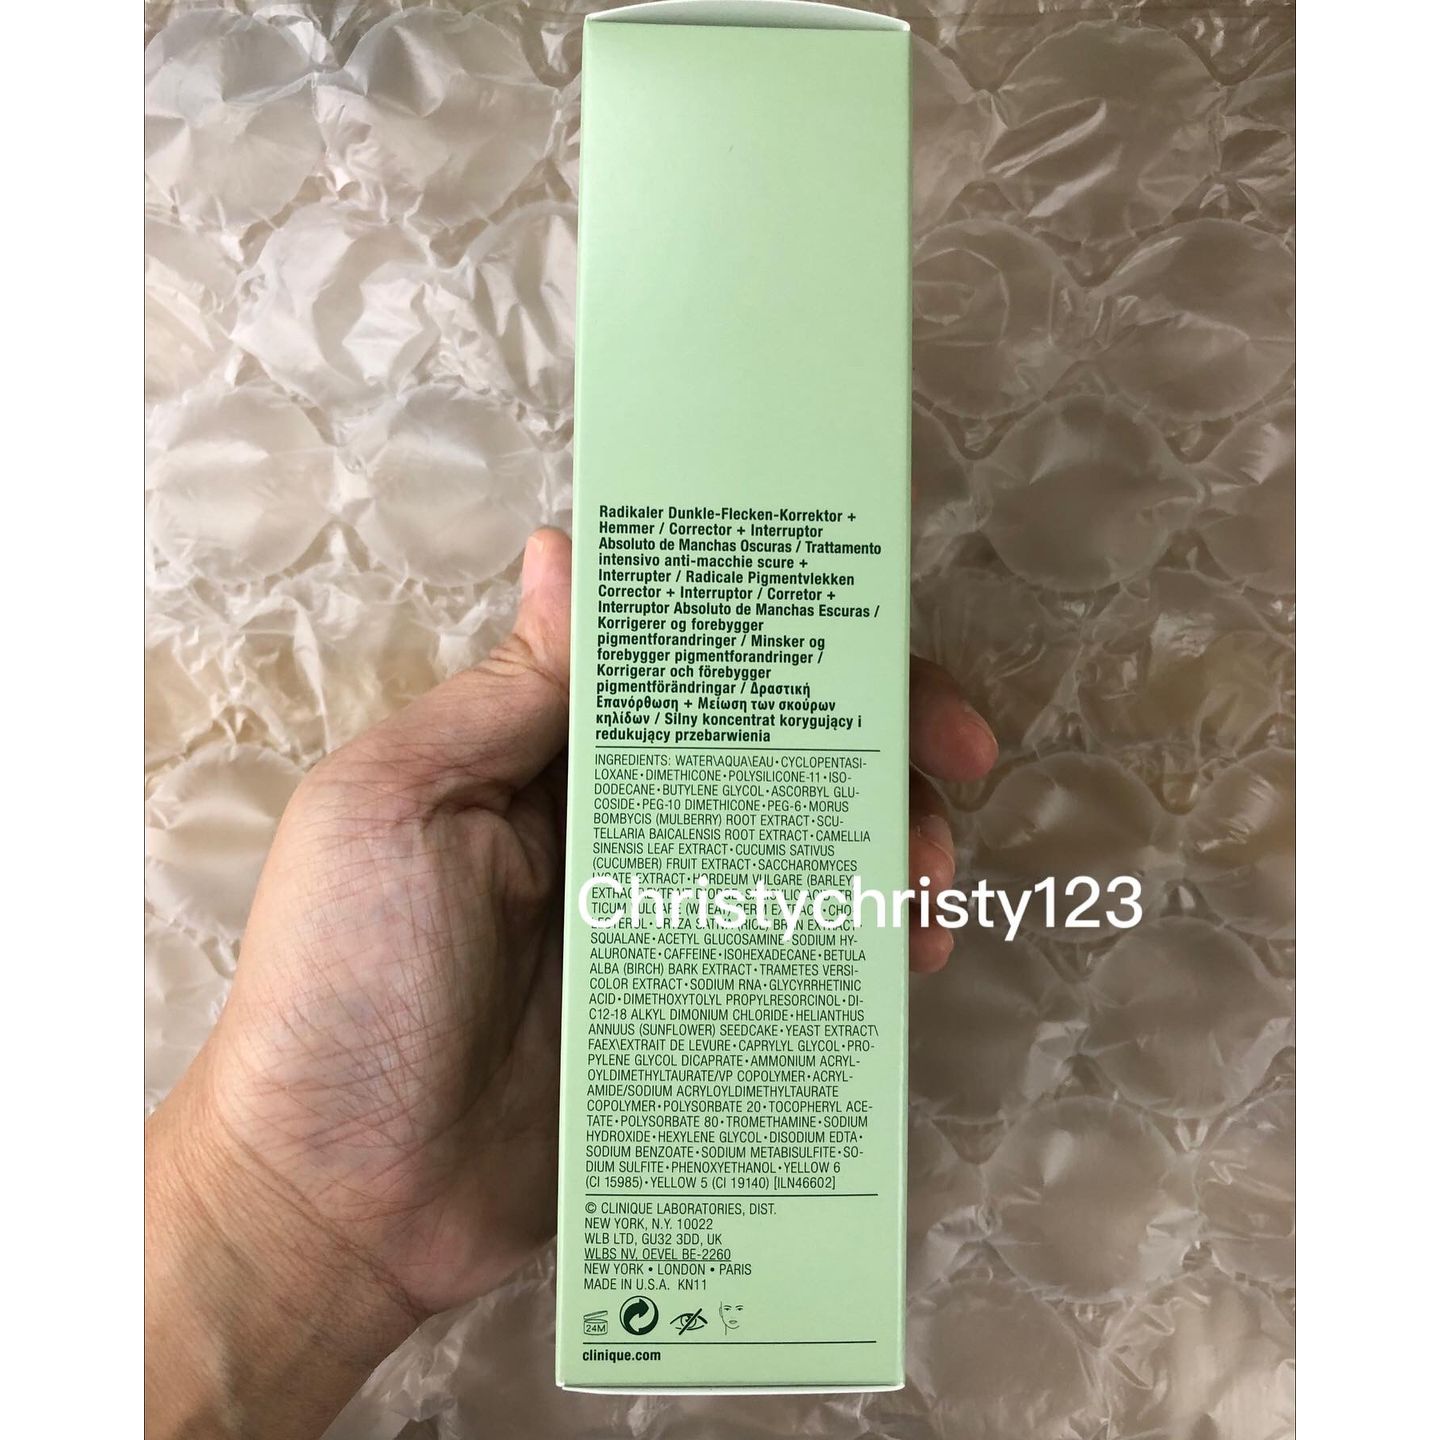 Radikaler Dunkle-Flecken-Korrektor +
Hemmer / Corrector + Interruptor
Absoluto de Manchas Oscuras / Trattamento
intensivo anti-macchie scure +
Interrupter / Radicale Pigmentvlekken
Corrector + Interruptor / Corretor +
Interruptor Absoluto de Manchas Escuras /
Korrigerer og forebygger
pigmentforandringer / Minsker og
forebygger pigmentforandringer /
Korrigerar och förebygger
pigmentförändringar / Δραστική
Επανόρθωση + Μείωση των σκούρων
κηλίδων / Silny koncentrat korygujący i
redukujący przebarwienia
INGREDIENTS: WATER\AQUA\EAU • CYCLOPENTASI-
LOXANE • DIMETHICONE • POLYSILICONE-11 • ISO-
DODECANE • BUTYLENE GLYCOL • ASCORBYL GLU-
COSIDE • PEG-10 DIMETHICONE • PEG-6 • MORUS
BOMBYCIS (MULBERRY) ROOT EXTRACT • SCU-
TELLARIA BAICALENSIS ROOT EXTRACT • CAMELLIA
SINENSIS LEAF EXTRACT • CUCUMIS SATIVUS
(CUCUMBER) FRUIT EXTRACT • SACCHAROMYCES
LYSATE EXTRACT • HORDEUM VULGARE (BARLEY)
Christychristy123
TICUM VULGARE (WHEAT) GERM EXTRACT • CHO-
SQUALANE • ACETYL GLUCOSAMINE • SODIUM HY-
ALURONATE • CAFFEINE • ISOHEXADECANE • BETULA
ALBA (BIRCH) BARK EXTRACT • TRAMETES VERSI-
COLOR EXTRACT • SODIUM RNA • GLYCYRRHETINIC
ACID • DIMETHOXYTOLYL PROPYLRESORCINOL • DI-
C12-18 ALKYL DIMONIUM CHLORIDE • HELIANTHUS
ANNUUS (SUNFLOWER) SEEDCAKE • YEAST EXTRACT\
FAEX\EXTRAIT DE LEVURE • CAPRYLYL GLYCOL • PRO-
PYLENE GLYCOL DICAPRATE • AMMONIUM ACRYL-
OYLDIMETHYLTAURATE/VP COPOLYMER • ACRYL-
AMIDE/SODIUM ACRYLOYLDIMETHYLTAURATE
COPOLYMER • POLYSORBATE 20 • TOCOPHERYL ACE-
TATE • POLYSORBATE 80 • TROMETHAMINE • SODIUM
HYDROXIDE • HEXYLENE GLYCOL • DISODIUM EDTA •
SODIUM BENZOATE • SODIUM METABISULFITE • SO-
DIUM SULFITE • PHENOXYETHANOL • YELLOW 6
(CI 15985) • YELLOW 5 (CI 19140) [ILN46602]
© CLINIQUE LABORATORIES, DIST.
NEW YORK, N.Y. 10022
WLB LTD, GU32 3DD, UK
WLBS NV, OEVEL BE-2260
NEW YORK • LONDON • PARIS
MADE IN U.S.A. KN11
24M
clinique.com